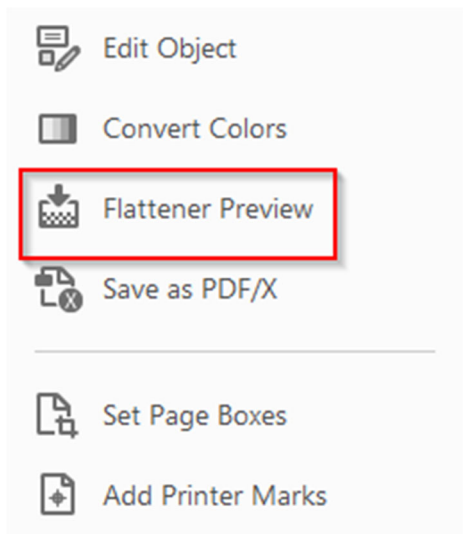 Edit Object
Convert Colors
Flattener Preview
Save as PDF/X
Set Page Boxes
Add Printer Marks